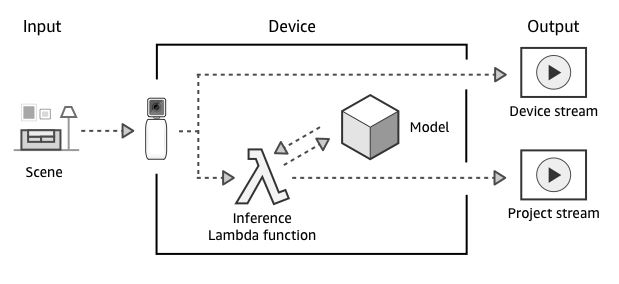 Input
Device
Output
Device stream
Model
Scene
Inference
Lambda function
Project stream